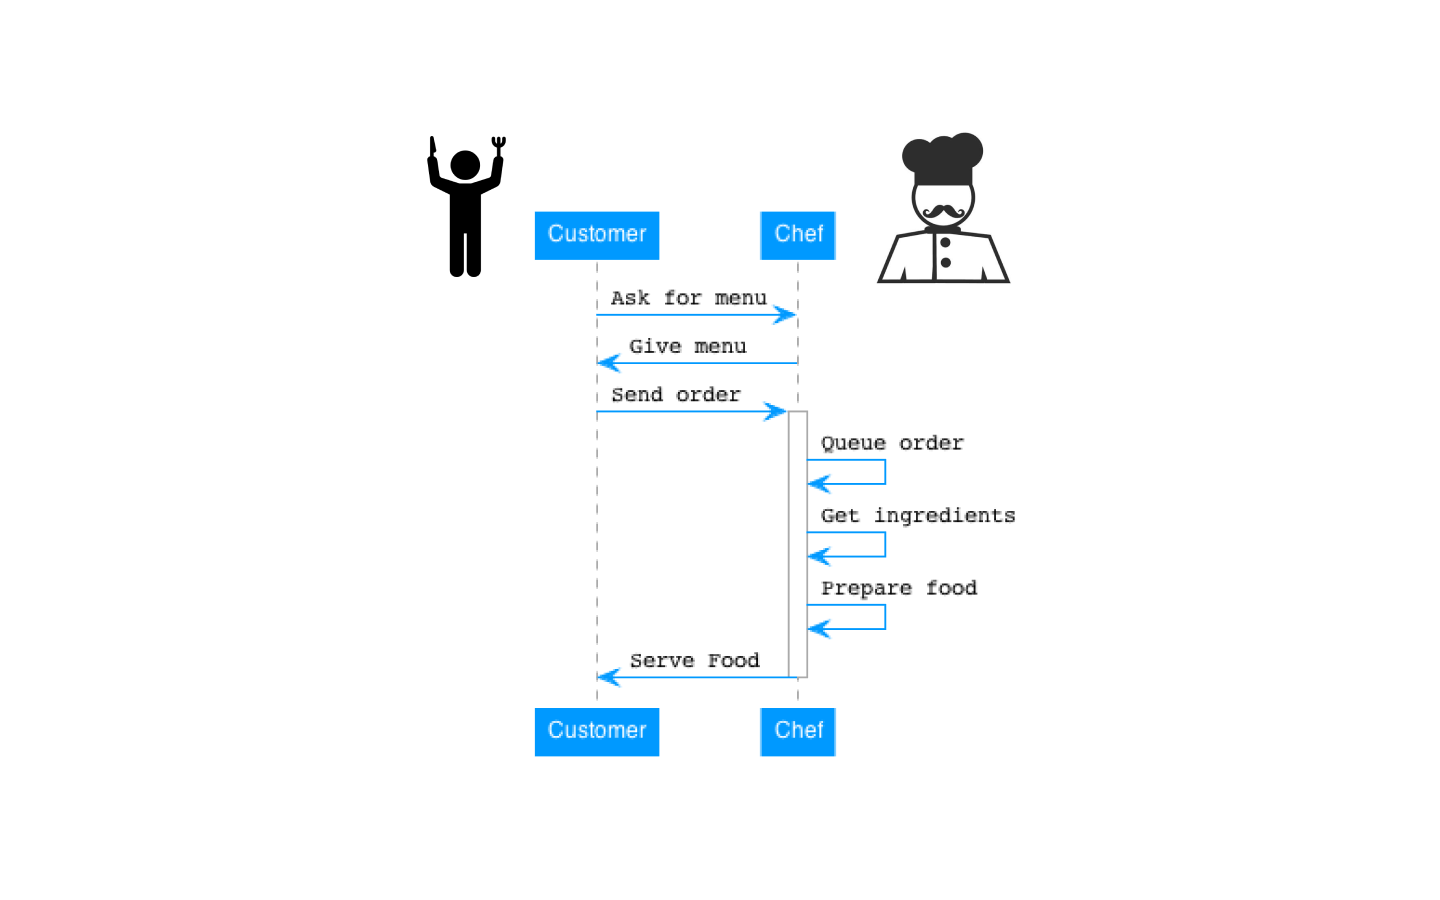 Customer
Chef
Ask for menu
Give menu
Send order
Queue order
Get ingredients
Prepare food
Serve Food
Customer
Chef